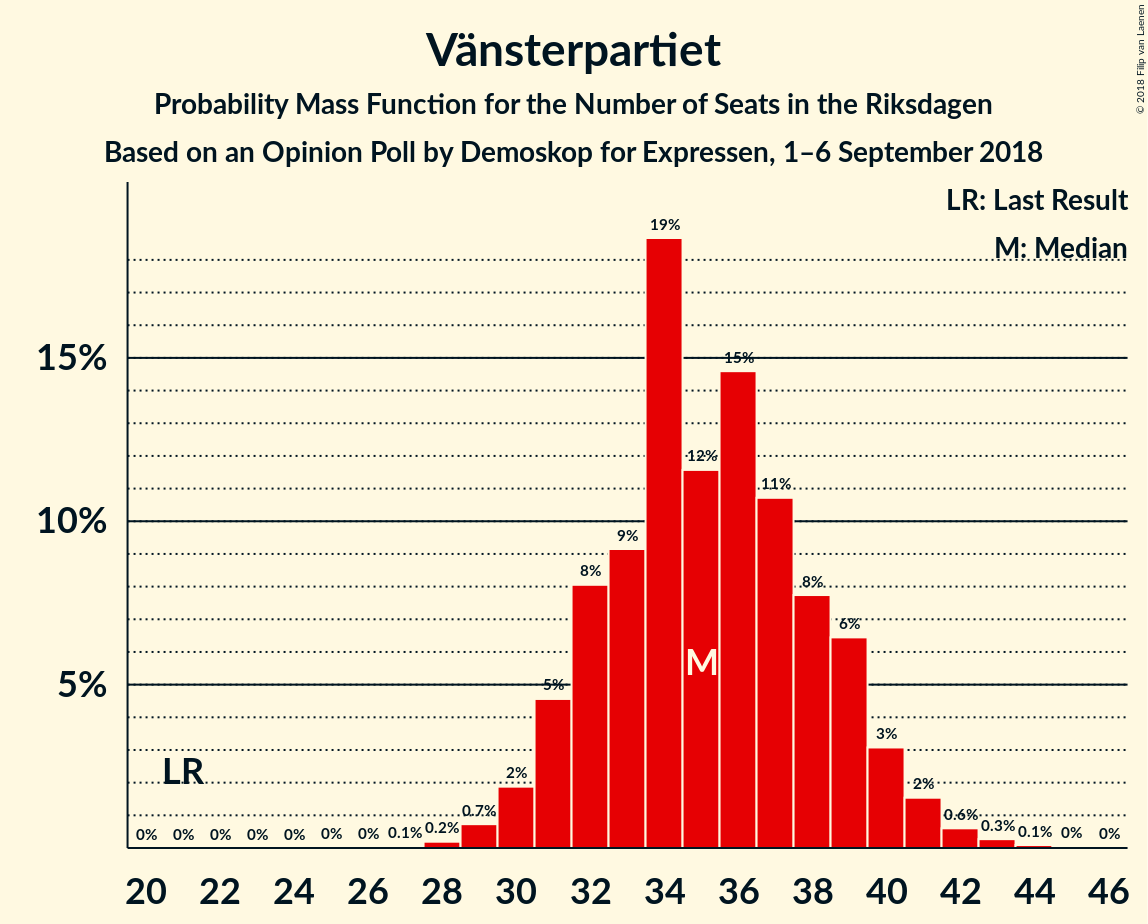 Vänsterpartiet
Probability Mass Function for the Number of Seats in the Riksdagen
Based on an Opinion Poll by Demoskop for Expressen, 1–6 September 2018
© 2018 Filip van Laenen
LR: Last Result
M: Median
19%
15%
15%
12%
11%
10%
9%
8%
8%
6%
5%
5%
M
3%
LR
2%
2%
0% 0% 0% 0% 0% 0% 0% 0.1% 0.2% 0.7% 0.6% 0.3% 0.1% 0% 0%
20 22 24 26 28 30 32 34 36 38 40 42 44 46